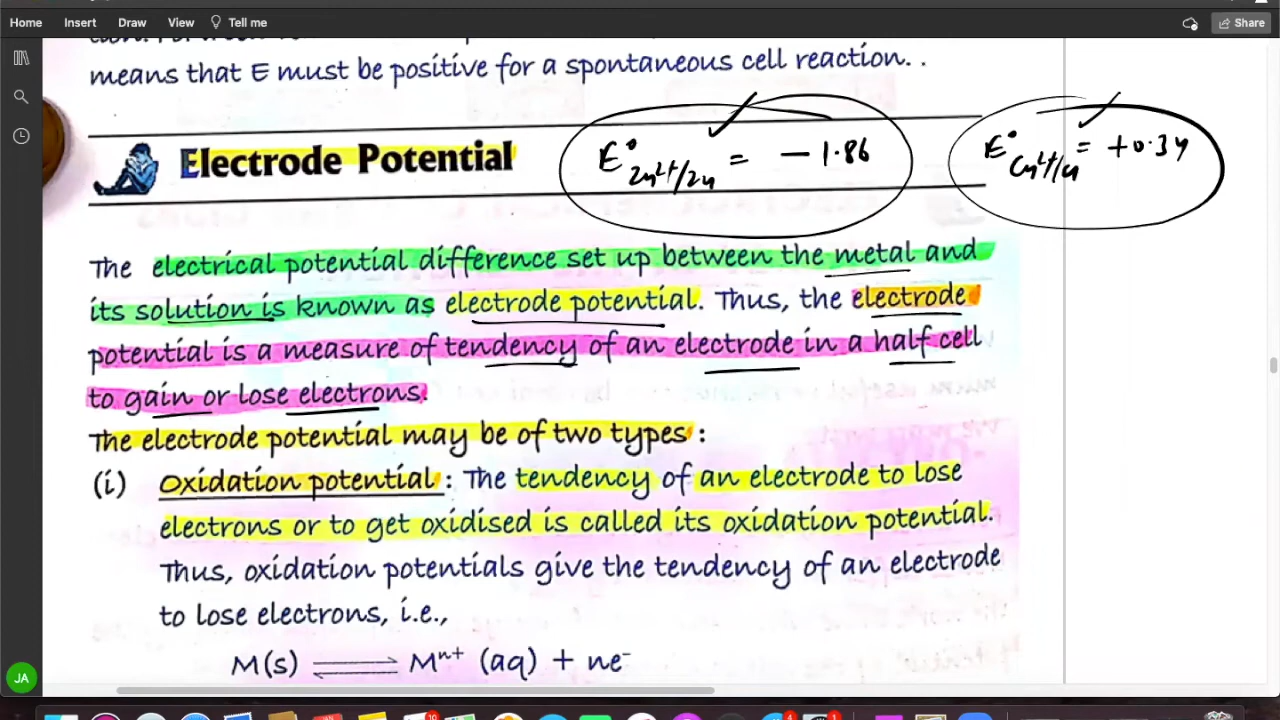 Home Insert Draw View Tell me Share
means that E must be positive for a spontaneous cell reaction. .
Electrode Potential
E° Zn²⁺/Zn = – 1.86
E° Cu²⁺/Cu = +0.34
The electrical potential difference set up between the metal and
its solution is known as electrode potential. Thus, the electrode
potential is a measure of tendency of an electrode in a half cell
to gain or lose electrons.
The electrode potential may be of two types :
(i) Oxidation potential : The tendency of an electrode to lose
electrons or to get oxidised is called its oxidation potential.
Thus, oxidation potentials give the tendency of an electrode
to lose electrons, i.e.,
M(s) ⇌ Mⁿ⁺ (aq) + ne⁻
JA